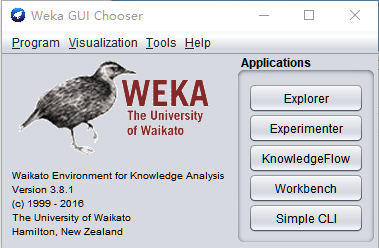 Weka GUI Chooser
Program Visualization Tools Help
WEKA
The University
of Waikato
Waikato Environment for Knowledge Analysis
Version 3.8.1
(c) 1999 - 2016
The University of Waikato
Hamilton, New Zealand
Applications
Explorer
Experimenter
KnowledgeFlow
Workbench
Simple CLI